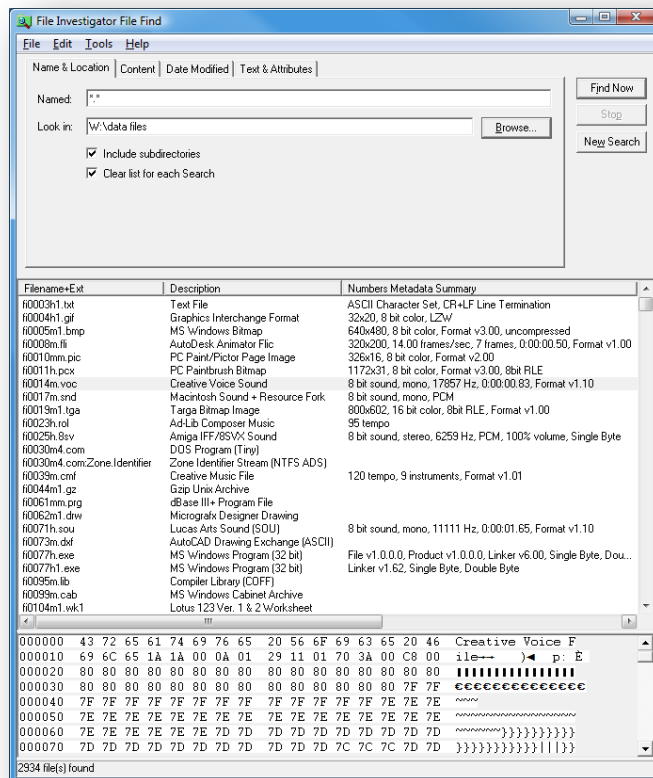 File Investigator File Find
File Edit Tools Help
Name & Location Content Date Modified Text & Attributes
Named: *.* Find Now
Stop
Look in: W:\data files Browse...
New Search
Include subdirectories
Clear list for each Search
Filename+Ext Description Numbers Metadata Summary
fi0003h1.txt Text File ASCII Character Set, CR+LF Line Termination
fi0004h1.gif Graphics Interchange Format 32x20, 8 bit color, LZW
fi0005m1.bmp MS Windows Bitmap 640x480, 8 bit color, Format v3.00, uncompressed
fi0008m.fli AutoDesk Animator Flic 320x200, 14.00 frames/sec, 7 frames, 0:00:00.50, Format v1.00
fi0010mm.pic PC Paint/Pictor Page Image 326x16, 8 bit color, Format v2.00
fi0011h.pcx PC Paintbrush Bitmap 1172x31, 8 bit color, Format v3.00, 8bit RLE
fi0014m.voc Creative Voice Sound 8 bit sound, mono, 17857 Hz, 0:00:00.83, Format v1.10
fi0017m.snd Macintosh Sound + Resource Fork 8 bit sound, mono, PCM
fi0019m1.tga Targa Bitmap Image 800x602, 16 bit color, 8bit RLE, Format v1.00
fi0023h.rol Ad-Lib Composer Music 95 tempo
fi0025h.8sv Amiga IFF/8SVX Sound 8 bit sound, stereo, 6259 Hz, PCM, 100% volume, Single Byte
fi0030m4.com DOS Program (Tiny)
fi0030m4.com:Zone.Identifier Zone Identifier Stream (NTFS ADS)
fi0039m.cmf Creative Music File 120 tempo, 9 instruments, Format v1.01
fi0044m1.gz Gzip Unix Archive
fi0061mm.prg dBase III+ Program File
fi0062m1.drw Micrografx Designer Drawing
fi0071h.sou Lucas Arts Sound (SOU) 8 bit sound, mono, 11111 Hz, 0:00:01.65, Format v1.10
fi0073m.dxf AutoCAD Drawing Exchange (ASCII)
fi0077h.exe MS Windows Program (32 bit) File v1.0.0.0, Product v1.0.0.0, Linker v6.00, Single Byte, Dou...
fi0077h1.exe MS Windows Program (32 bit) Linker v1.62, Single Byte, Double Byte
fi0095m.lib Compiler Library (COFF)
fi0099m.cab MS Windows Cabinet Archive
fi0104m1.wk1 Lotus 123 Ver. 1 & 2 Worksheet
000000 43 72 65 61 74 69 76 65 20 56 6F 69 63 65 20 46 Creative Voice F
000010 69 6C 65 1A 1A 00 0A 01 29 11 01 70 3A 00 C8 00 ile→→ )◄ p: È
000020 80 80 80 80 80 80 80 80 80 80 80 80 80 80 80 80
000030 80 80 80 80 80 80 80 80 80 80 80 80 80 80 7F 7F €€€€€€€€€€€€€€
000040 7F 7F 7F 7F 7F 7F 7F 7F 7F 7F 7F 7F 7F 7E 7E 7E ~~~
000050 7E 7E 7E 7E 7E 7E 7E 7E 7E 7E 7E 7E 7E 7E 7E 7E ~~~~~~~~~~~~~~~~
000060 7E 7E 7E 7E 7E 7E 7D 7D 7D 7D 7D 7D 7D 7D 7D 7D ~~~~~~}}}}}}}}}}
000070 7D 7D 7D 7D 7D 7D 7D 7D 7D 7D 7D 7C 7C 7C 7D 7D }}}}}}}}}}}|||}}
2934 file(s) found